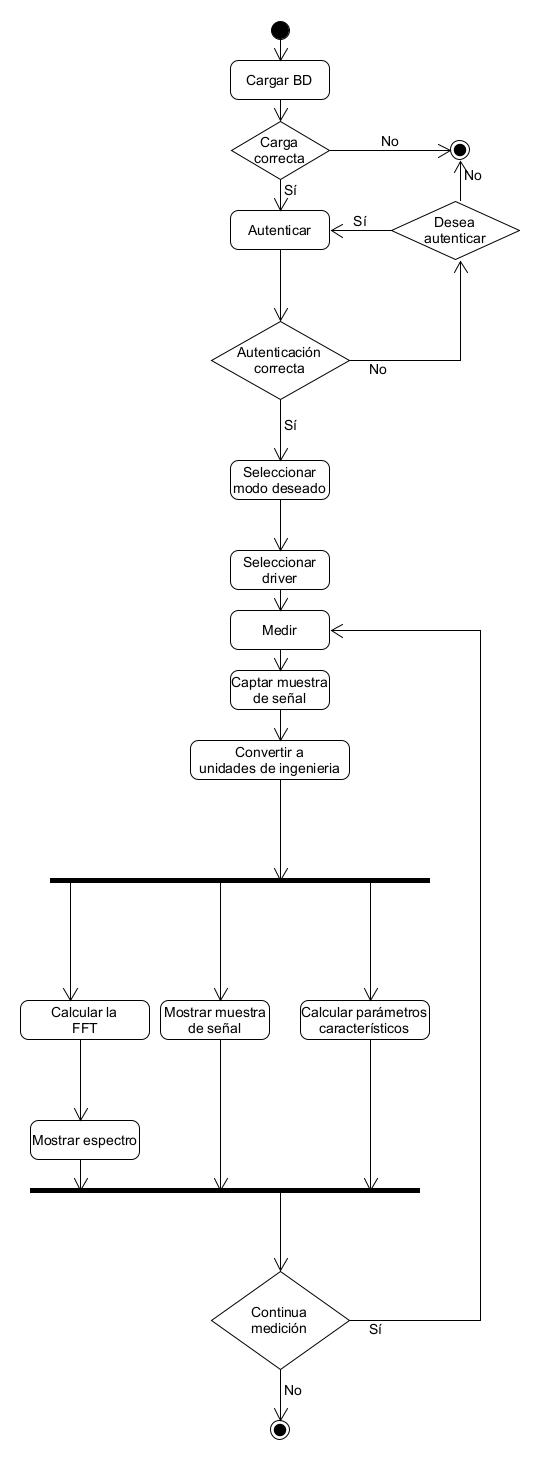 Cargar BD
Carga
correcta
No
Sí
No
Desea
autenticar
Sí
Autenticar
Autenticación
correcta
No
Sí
Seleccionar
modo deseado
Seleccionar
driver
Medir
Captar muestra
de señal
Convertir a
unidades de ingenieria
Calcular la
FFT
Mostrar muestra
de señal
Calcular parámetros
característicos
Mostrar espectro
Continua
medición
Sí
No